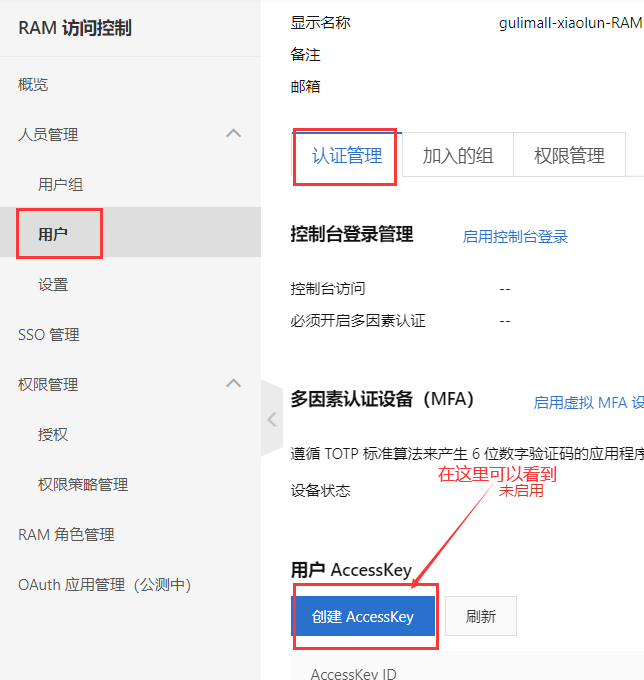 RAM 访问控制
概览
人员管理
用户组
用户
设置
SSO 管理
权限管理
授权
权限策略管理
RAM 角色管理
OAuth 应用管理（公测中）
显示名称 gulimall-xiaolun-RAM
备注
邮箱
认证管理 加入的组 权限管理
控制台登录管理 启用控制台登录
控制台访问 --
必须开启多因素认证 --
多因素认证设备（MFA） 启用虚拟 MFA 设
遵循 TOTP 标准算法来产生 6 位数字验证码的应用程序
在这里可以看到
设备状态 未启用
用户 AccessKey
创建 AccessKey 刷新
AccessKey ID